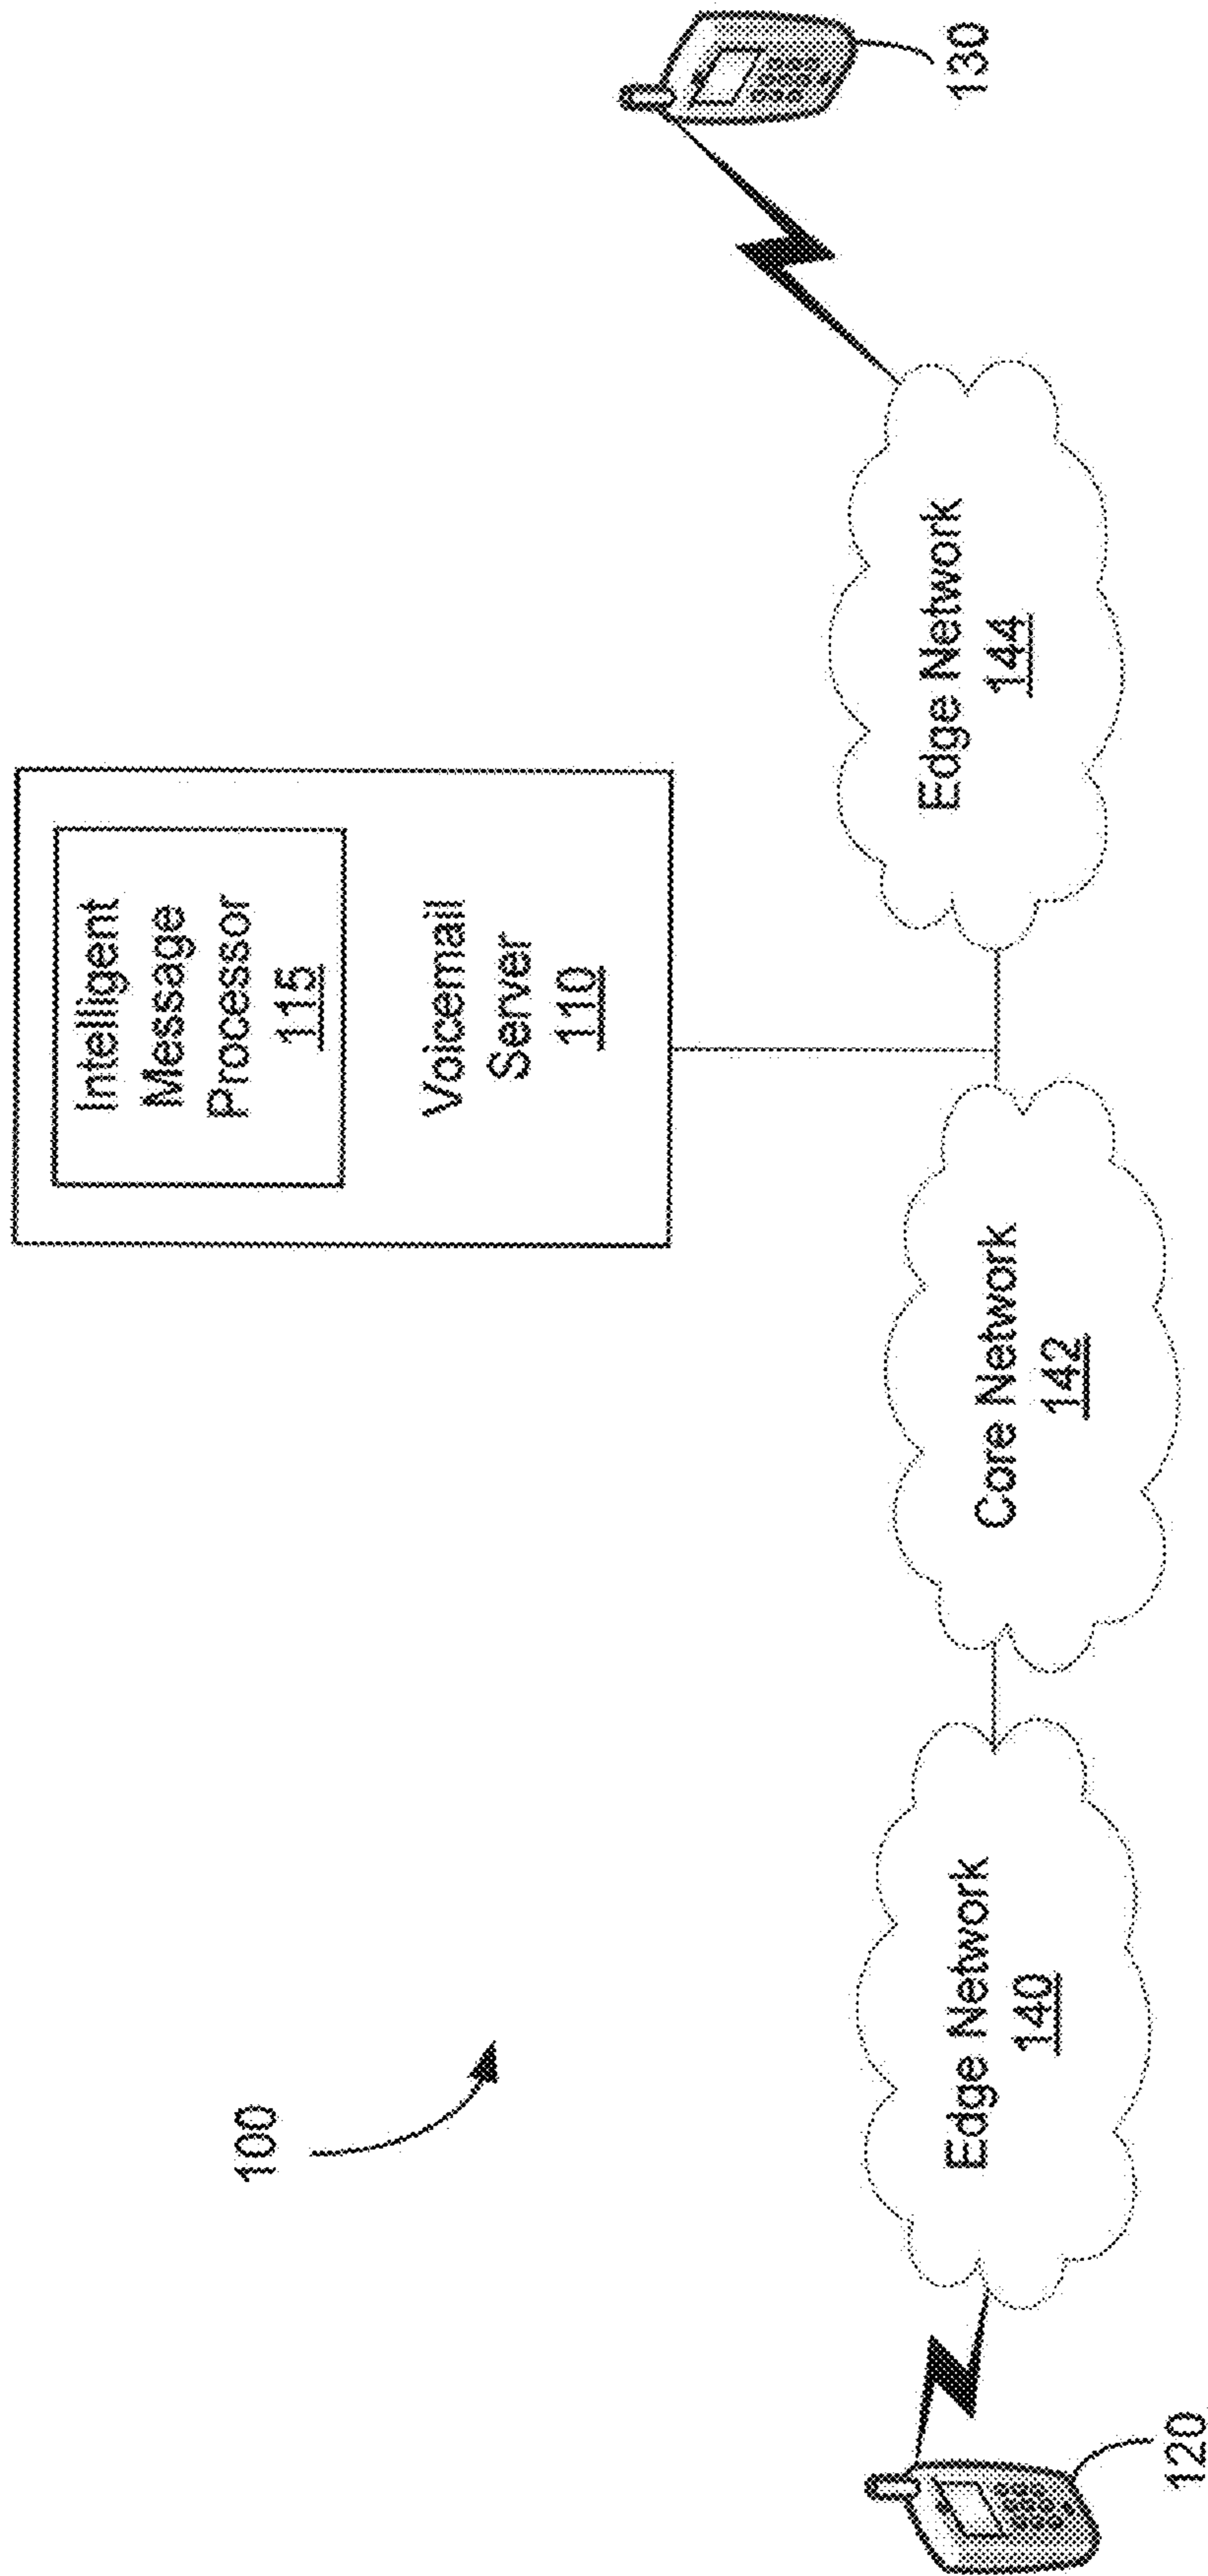 100
Intelligent
Message
Processor
115
Voicemail
Server
110
130
Edge Network
144
Core Network
142
Edge Network
140
120